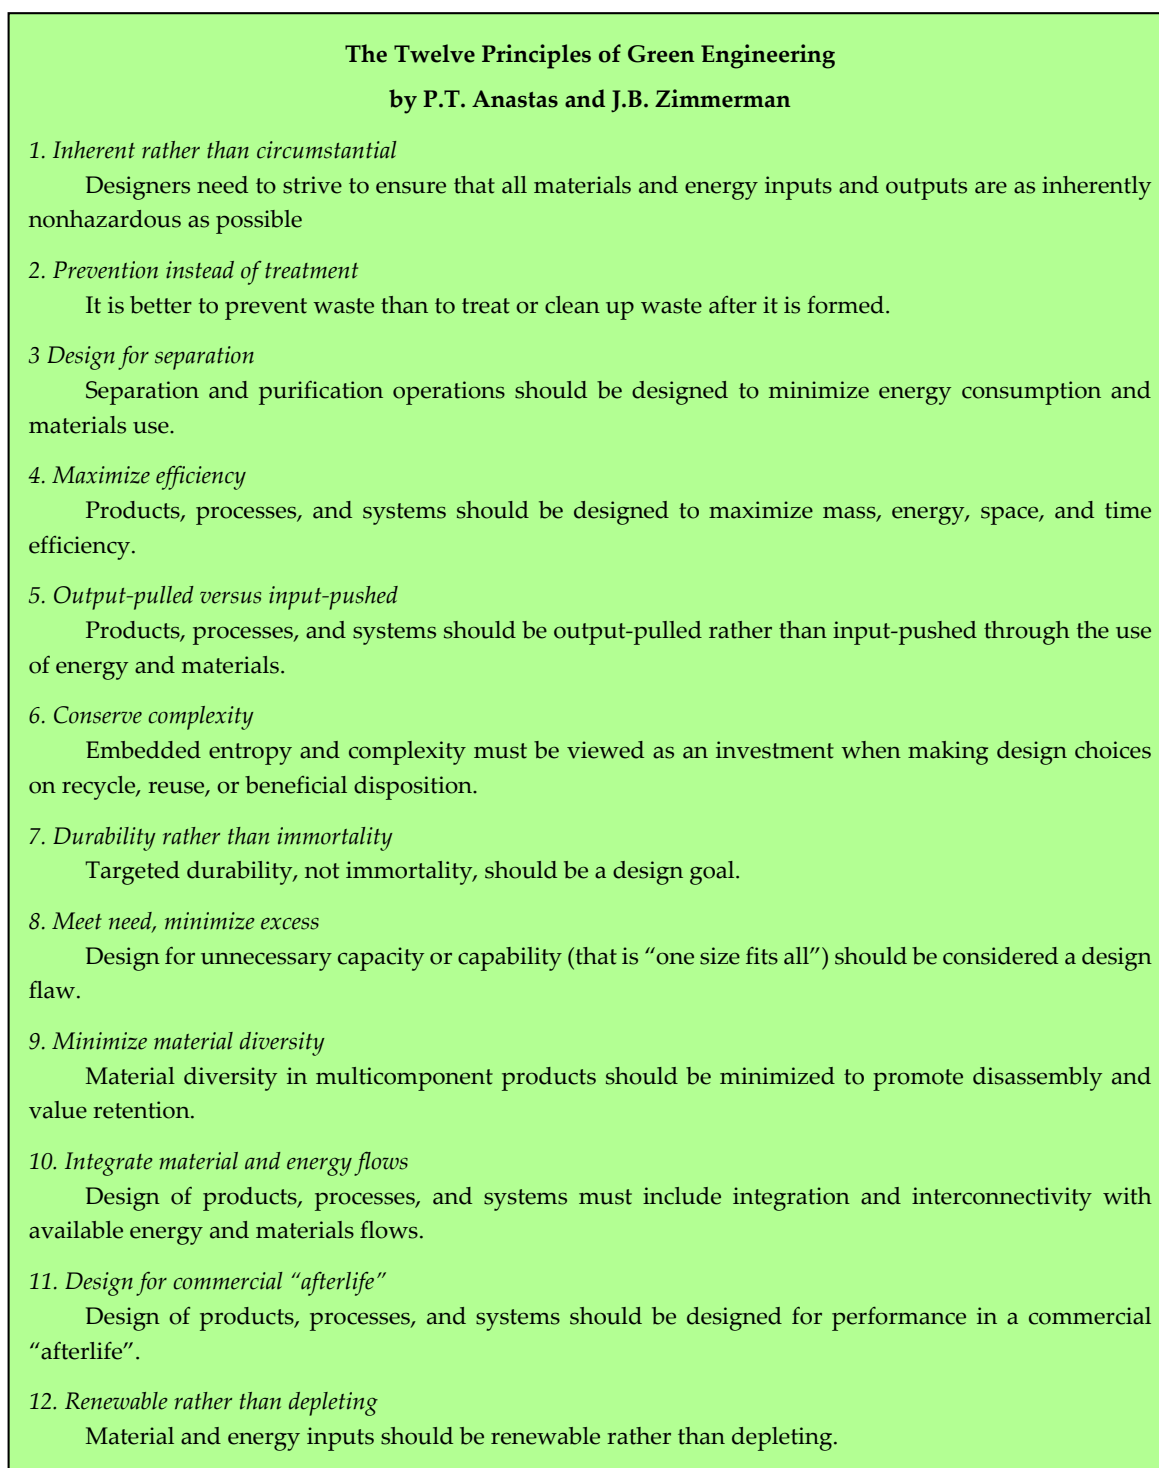 The Twelve Principles of Green Engineering
by P.T. Anastas and J.B. Zimmerman
1. Inherent rather than circumstantial
Designers need to strive to ensure that all materials and energy inputs and outputs are as inherently
nonhazardous as possible
2. Prevention instead of treatment
It is better to prevent waste than to treat or clean up waste after it is formed.
3 Design for separation
Separation and purification operations should be designed to minimize energy consumption and
materials use.
4. Maximize efficiency
Products, processes, and systems should be designed to maximize mass, energy, space, and time
efficiency.
5. Output-pulled versus input-pushed
Products, processes, and systems should be output-pulled rather than input-pushed through the use
of energy and materials.
6. Conserve complexity
Embedded entropy and complexity must be viewed as an investment when making design choices
on recycle, reuse, or beneficial disposition.
7. Durability rather than immortality
Targeted durability, not immortality, should be a design goal.
8. Meet need, minimize excess
Design for unnecessary capacity or capability (that is “one size fits all”) should be considered a design
flaw.
9. Minimize material diversity
Material diversity in multicomponent products should be minimized to promote disassembly and
value retention.
10. Integrate material and energy flows
Design of products, processes, and systems must include integration and interconnectivity with
available energy and materials flows.
11. Design for commercial “afterlife”
Design of products, processes, and systems should be designed for performance in a commercial
“afterlife”.
12. Renewable rather than depleting
Material and energy inputs should be renewable rather than depleting.